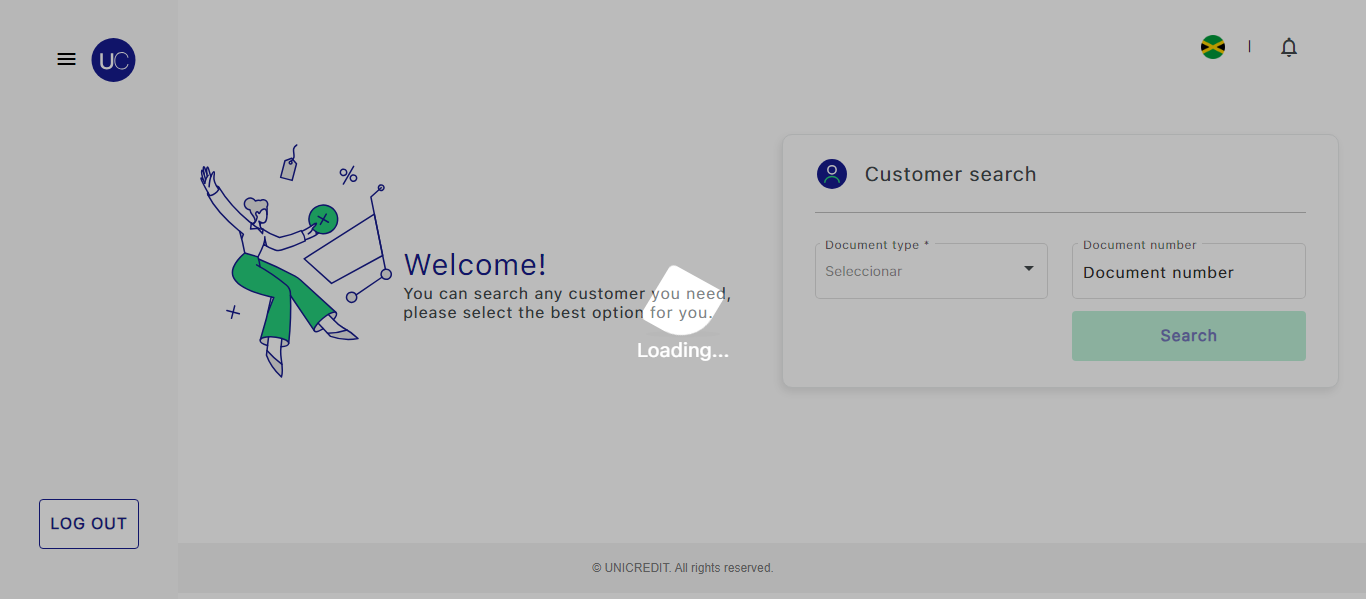 UC
Customer search
Document type *
Document number
Seleccionar
Document number
Welcome!
You can search any customer you need,
please select the best option for you.
Search
Loading...
LOG OUT
© UNICREDIT. All rights reserved.